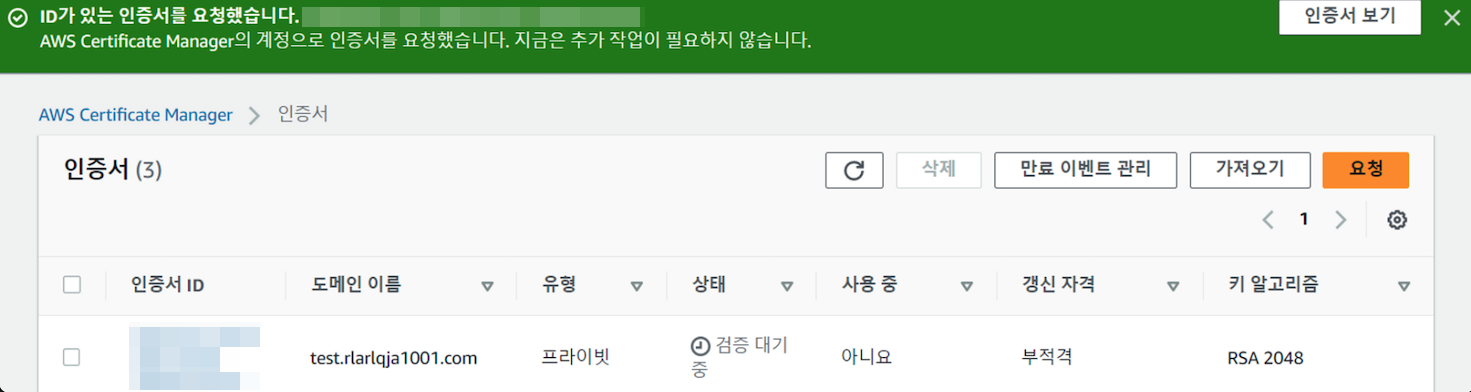 ID가 있는 인증서를 요청했습니다.
인증서 보기
AWS Certificate Manager의 계정으로 인증서를 요청했습니다. 지금은 추가 작업이 필요하지 않습니다.
AWS Certificate Manager
인증서
인증서 (3)
삭제
만료 이벤트 관리
가져오기
요청
1
인증서 ID 도메인 이름 유형 상태 사용 중 갱신 자격 키 알고리즘
test.rlarlqja1001.com 프라이빗 검증 대기 아니요 부적격 RSA 2048
중